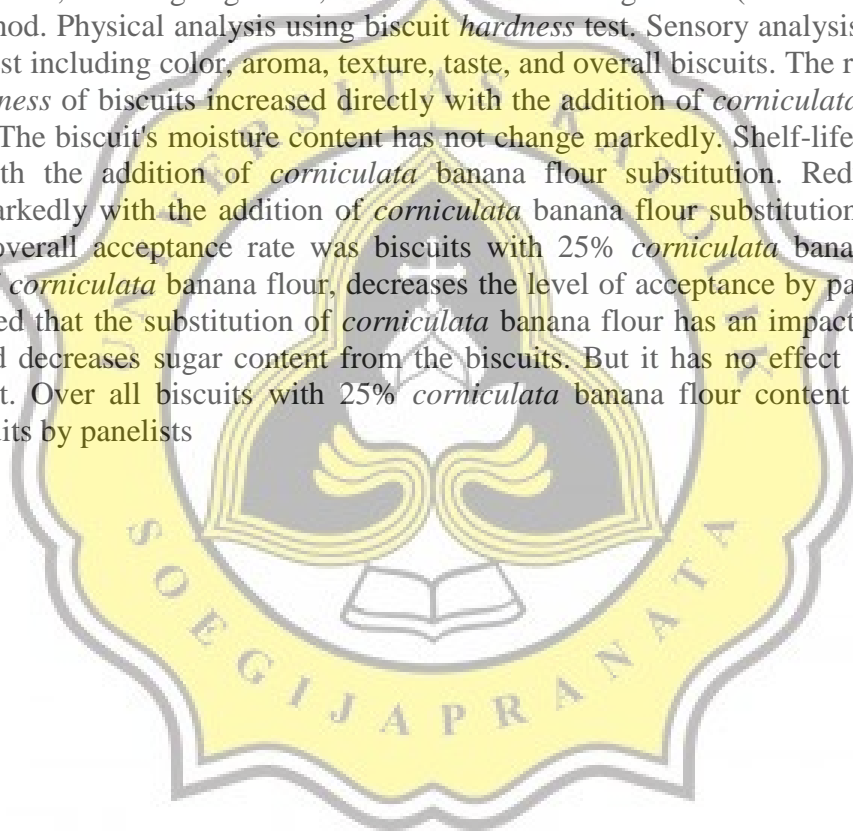 nod. Physical analysis using biscuit hardness test. Sensory analysis
st including color, aroma, texture, taste, and overall biscuits. The r
ness of biscuits increased directly with the addition of corniculata
The biscuit's moisture content has not change markedly. Shelf-life
th the addition of corniculata banana flour substitution. Red
arkedly with the addition of corniculata banana flour substitution
overall acceptance rate was biscuits with 25% corniculata bana
corniculata banana flour, decreases the level of acceptance by pa
ed that the substitution of corniculata banana flour has an impact
d decreases sugar content from the biscuits. But it has no effect
t. Over all biscuits with 25% corniculata banana flour content
uits by panelists
UNIVERSITAS KATOLIK
SOEGIJAPRANATA